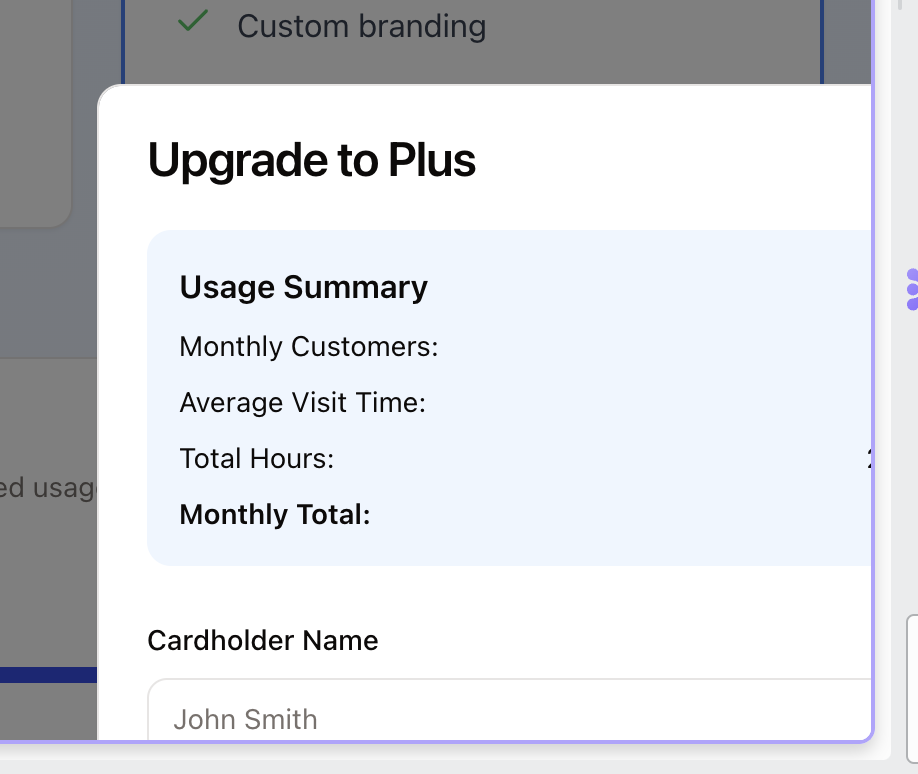 Custom branding
Upgrade to Plus
Usage Summary
Monthly Customers:
Average Visit Time:
Total Hours:
ed usag
Monthly Total:
Cardholder Name
John Smith